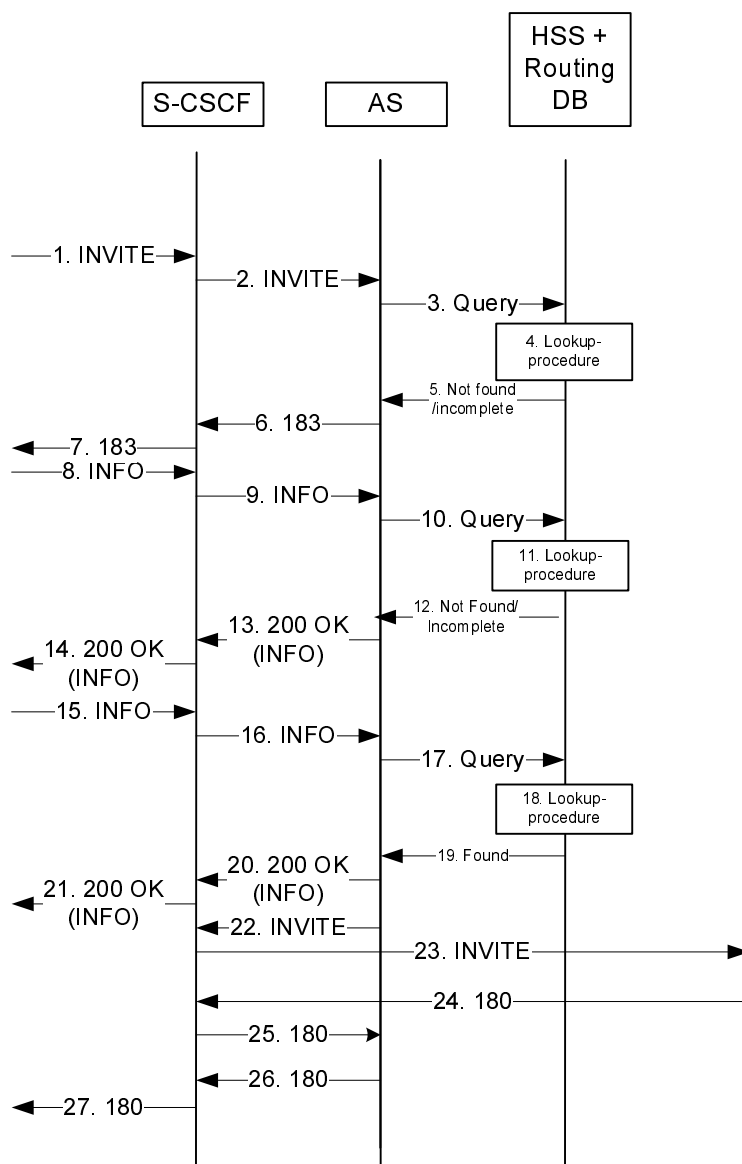 HSS +
Routing
DB
S-CSCF
AS
1. INVITE
2. INVITE
3. Query
4. Lookup-
procedure
5. Not found
/incomplete
6. 183
7. 183
8. INFO
9. INFO
10. Query
11. Lookup-
procedure
12. Not Found/
Incomplete
13. 200 OK
(INFO)
14. 200 OK
(INFO)
15. INFO
16. INFO
17. Query
18. Lookup-
procedure
19. Found
20. 200 OK
(INFO)
21. 200 OK
(INFO)
22. INVITE
23. INVITE
24. 180
25. 180
26. 180
27. 180